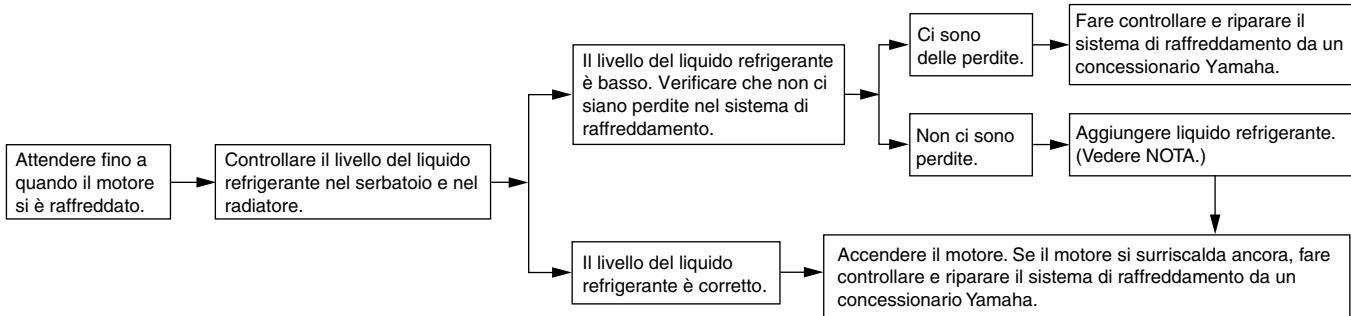 Attendere fino a
quando il motore
si è raffreddato.
Controllare il livello del liquido
refrigerante nel serbatoio e nel
radiatore.
Il livello del liquido refrigerante
è basso. Verificare che non ci
siano perdite nel sistema di
raffreddamento.
Ci sono
delle perdite.
Fare controllare e riparare il
sistema di raffreddamento da un
concessionario Yamaha.
Non ci sono
perdite.
Aggiungere liquido refrigerante.
(Vedere NOTA.)
Il livello del liquido
refrigerante è corretto.
Accendere il motore. Se il motore si surriscalda ancora, fare
controllare e riparare il sistema di raffreddamento da un
concessionario Yamaha.